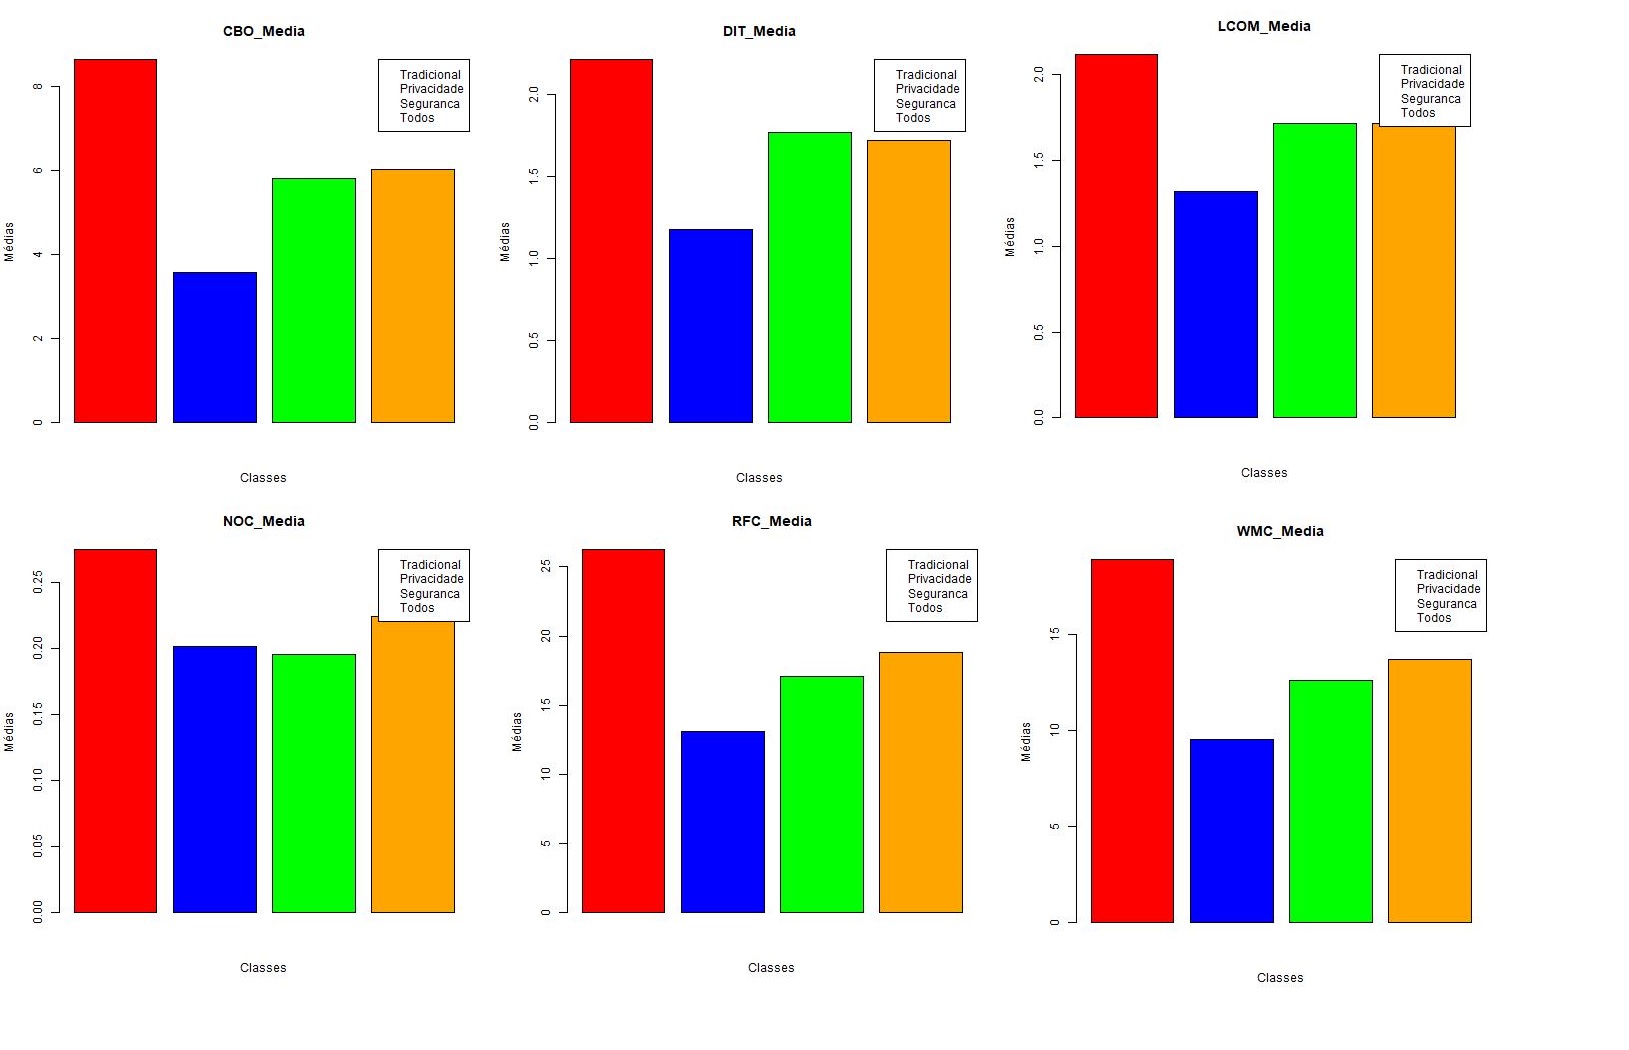 CBO_Media
Tradicional
Privacidade
Seguranca
Todos
Médias
0
2
4
6
8
Classes
DIT_Media
Tradicional
Privacidade
Seguranca
Todos
Médias
0.0
0.5
1.0
1.5
2.0
Classes
LCOM_Media
Tradicional
Privacidade
Seguranca
Todos
Médias
0.0
0.5
1.0
1.5
2.0
Classes
NOC_Media
Tradicional
Privacidade
Seguranca
Todos
Médias
0.00
0.05
0.10
0.15
0.20
0.25
Classes
RFC_Media
Tradicional
Privacidade
Seguranca
Todos
Médias
0
5
10
15
20
25
Classes
WMC_Media
Tradicional
Privacidade
Seguranca
Todos
Médias
0
5
10
15
Classes